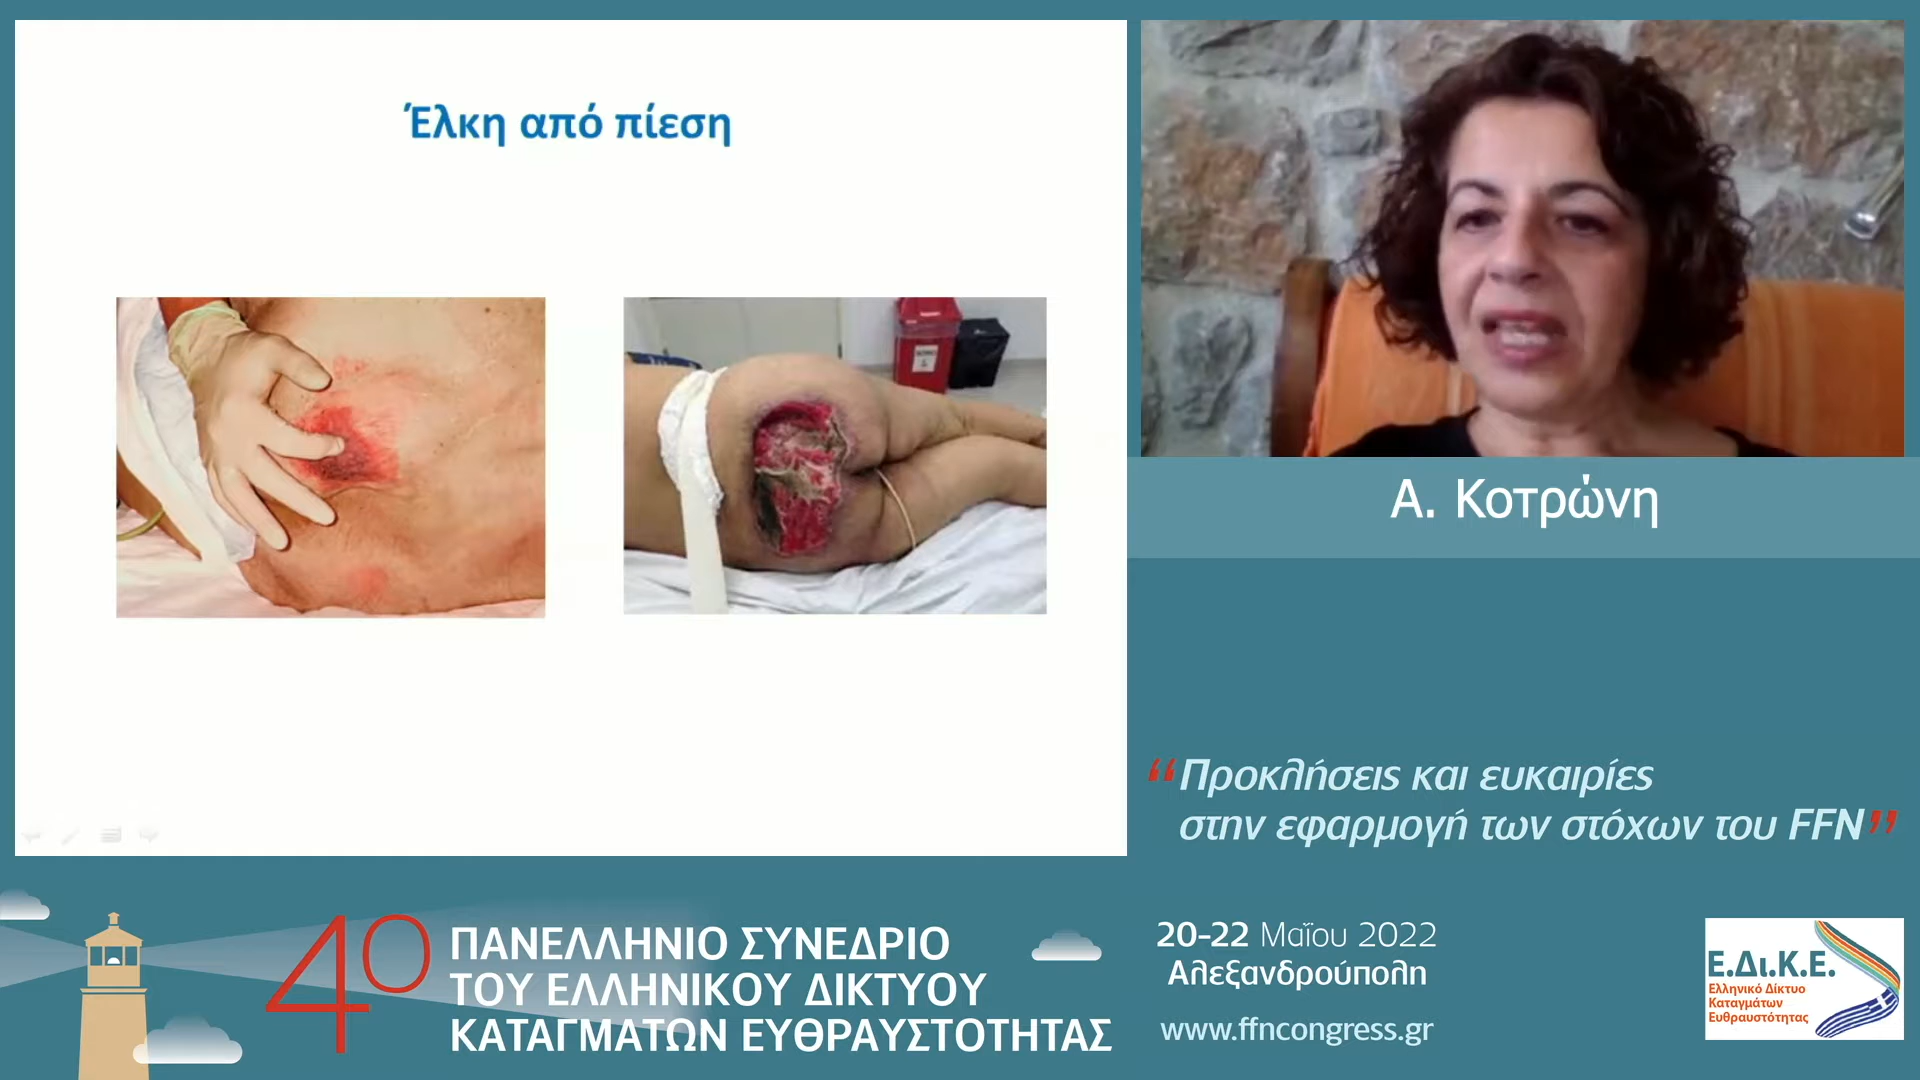 Έλκη από πίεση
Α. Κοτρώνη
“Προκλήσεις και ευκαιρίες
στην εφαρμογή των στόχων του FFN”
4ο
ΠΑΝΕΛΛΗΝΙΟ ΣΥΝΕΔΡΙΟ
ΤΟΥ ΕΛΛΗΝΙΚΟΥ ΔΙΚΤΥΟΥ
ΚΑΤΑΓΜΑΤΩΝ ΕΥΘΡΑΥΣΤΟΤΗΤΑΣ
20-22 Μαΐου 2022
Αλεξανδρούπολη
www.ffncongress.gr
Ε.Δι.Κ.Ε.
Ελληνικό Δίκτυο
Καταγμάτων
Ευθραυστότητας